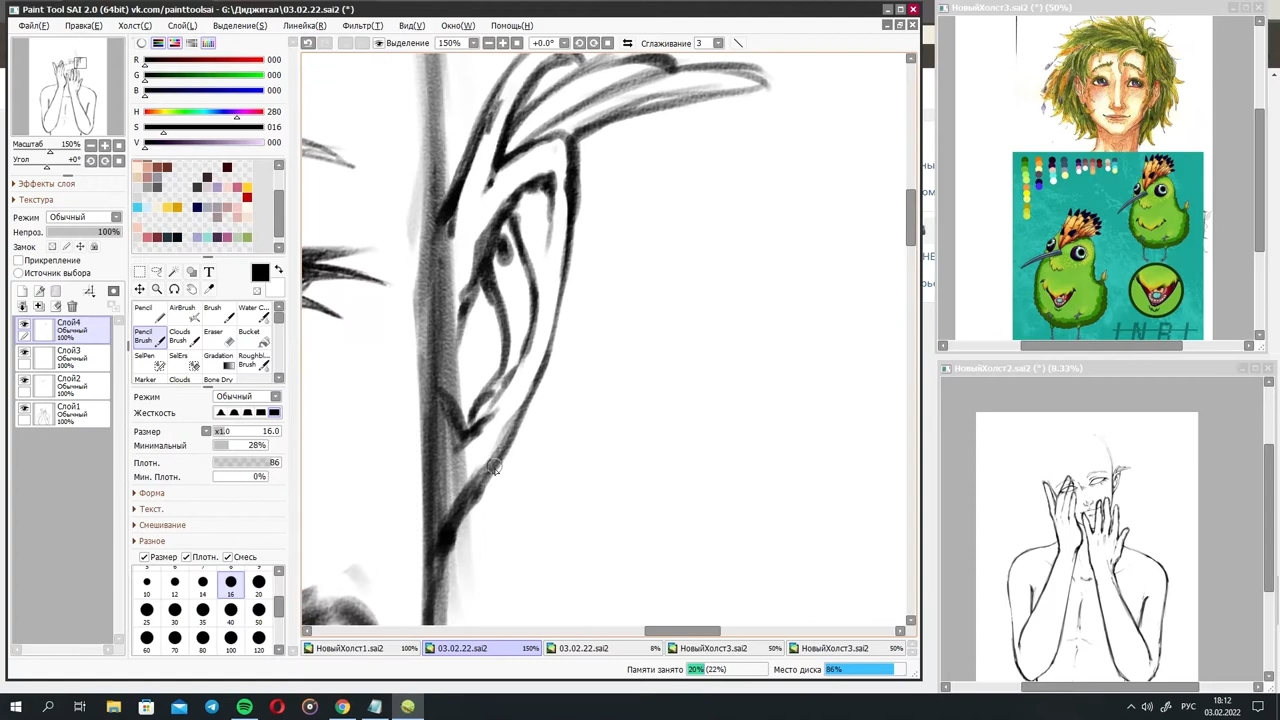 Paint Tool SAI 2.0 (64bit) vk.com/painttoolsai - G:\Диджитал\03.02.22.sai2 (*)
Файл(F) Правка(E) Холст(C) Слой(L) Выделение(S) Линейка(R) Фильтр(T) Вид(V) Окно(W) Помощь(H)
Выделение 150% +0.0° Сглаживание 3
R 000
G 000
B 000
H 280
S 016
V 000
Масштаб 150%
Угол +0°
Эффекты слоя
Текстура
Режим Обычный
Непроз. 100%
Замок
Прикрепление
Источник выбора
T
Слой4
Обычный
100%
Слой3
Обычный
100%
Слой2
Обычный
100%
Слой1
Обычный
100%
Pencil AirBrush Brush Water C...
Pencil Brush Clouds Brush Eraser Bucket
SelPen SelErs Gradation Roughbl... Brush
Marker Clouds Bone Dry
Режим Обычный
Жесткость
Размер x1.0 16.0
Минимальный 28%
Плотн. 86
Мин. Плотн. 0%
Форма
Текст.
Смешивание
Разное
Размер Плотн. Смесь
10 12 14 16 20
25 30 35 40 50
60 70 80 100 120
НовыйХолст1.sai2 100% 03.02.22.sai2 150% 03.02.22.sai2 8% НовыйХолст3.sai2 50% НовыйХолст3.sai2 50%
Памяти занято 20% (22%) Место диска 86%
НовыйХолст3.sai2 (*) (50%)
INRI
НовыйХолст2.sai2 (*) (8.33%)
РУС
18:12
03.02.2022